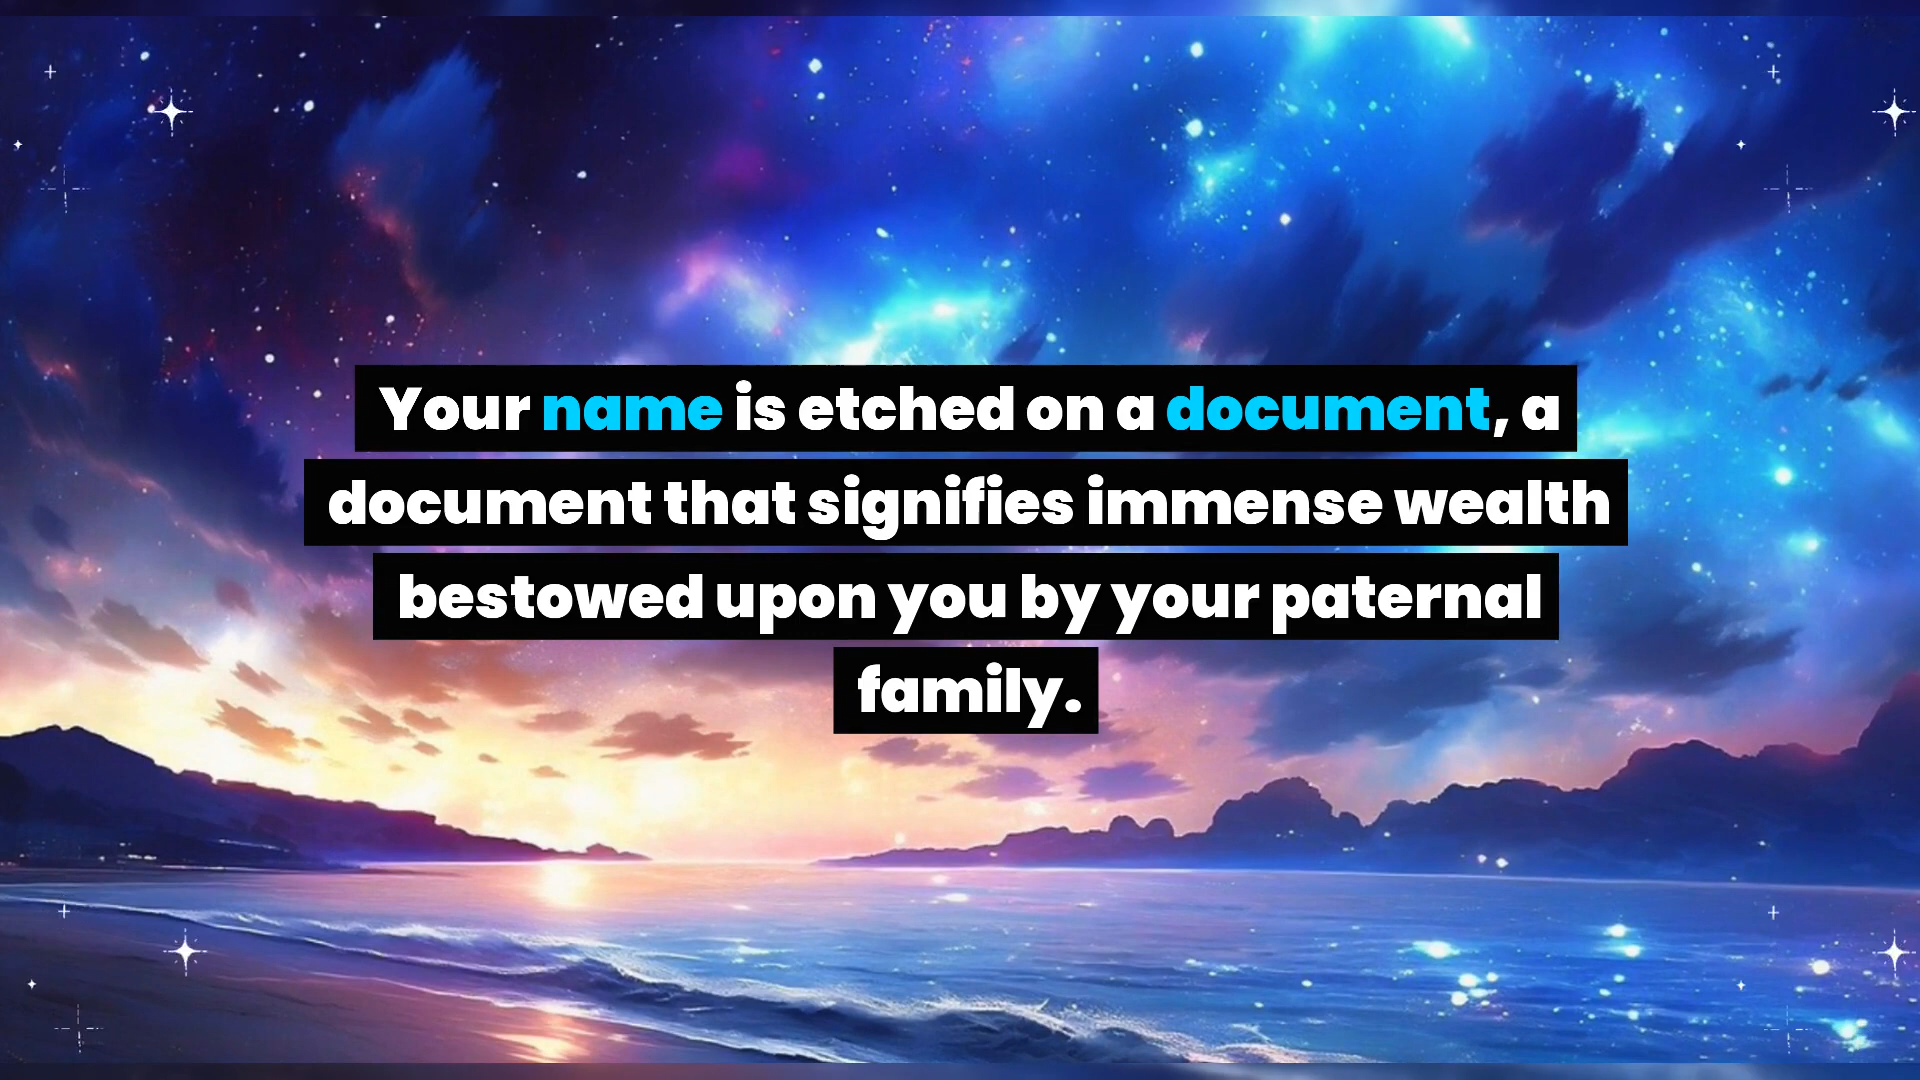 Your name is etched on a document, a
document that signifies immense wealth
bestowed upon you by your paternal
family.